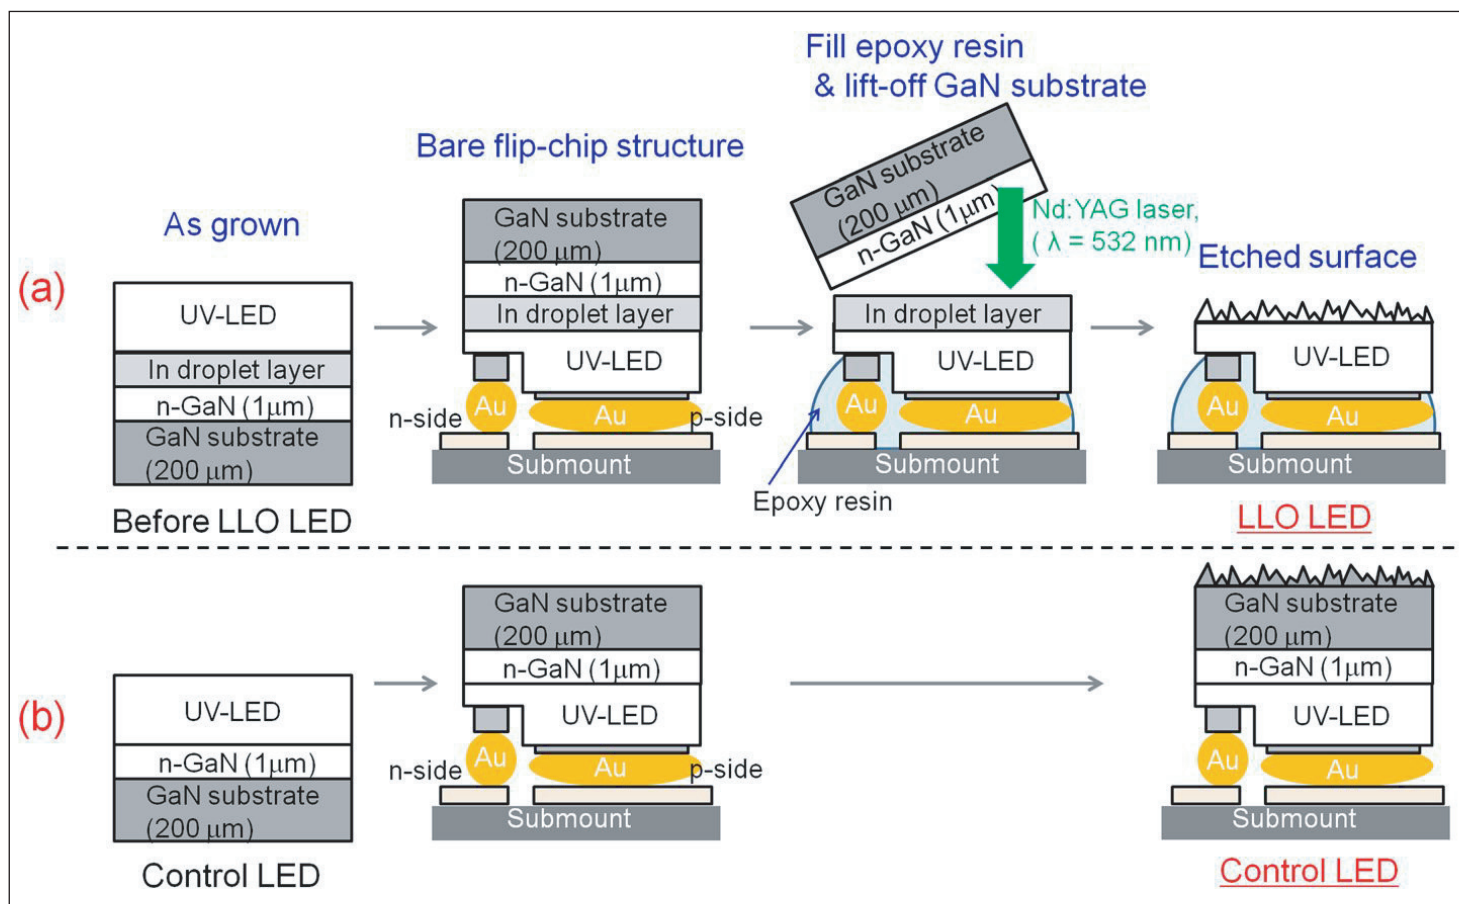 Fill epoxy resin
& lift-off GaN substrate
Bare flip-chip structure
As grown
Etched surface
(a)
UV-LED
In droplet layer
n-GaN (1μm)
GaN substrate
(200 μm)
Before LLO LED
GaN substrate
(200 μm)
n-GaN (1μm)
In droplet layer
UV-LED
n-side
Au
Au
p-side
Submount
GaN substrate
(200 μm)
n-GaN (1μm)
Nd:YAG laser,
( λ = 532 nm)
In droplet layer
UV-LED
Au
Au
Submount
Epoxy resin
UV-LED
Au
Au
Submount
LLO LED
(b)
UV-LED
n-GaN (1μm)
GaN substrate
(200 μm)
Control LED
GaN substrate
(200 μm)
n-GaN (1μm)
UV-LED
n-side
Au
Au
p-side
Submount
GaN substrate
(200 μm)
n-GaN (1μm)
UV-LED
Au
Au
Submount
Control LED